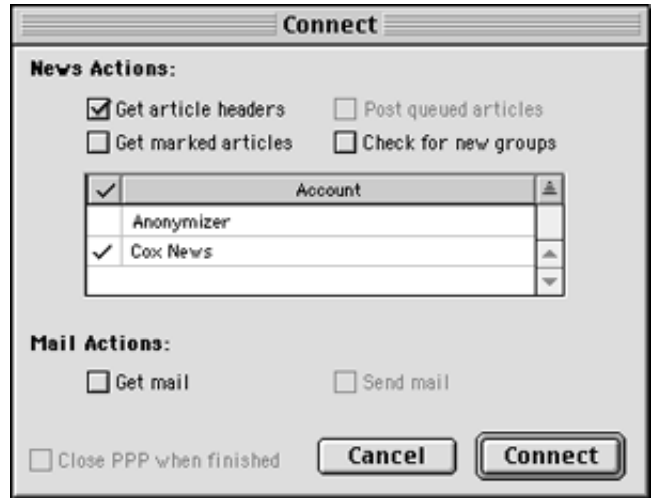 Connect
News Actions:
Get article headers Post queued articles
Get marked articles Check for new groups
Account
Anonymizer
Cox News
Mail Actions:
Get mail Send mail
Close PPP when finished Cancel Connect